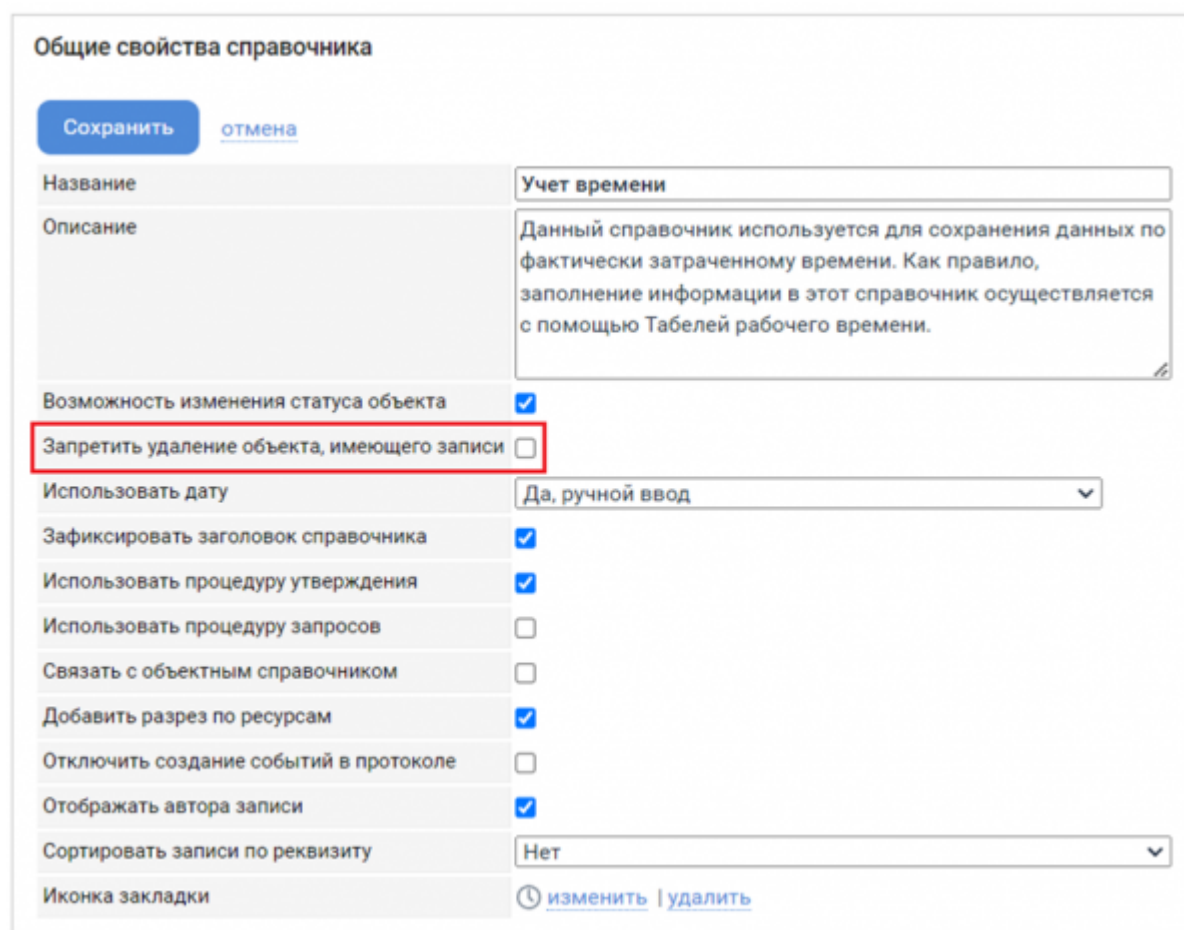 Общие свойства справочника
Сохранить отмена
Название Учет времени
Описание Данный справочник используется для сохранения данных по
фактически затраченному времени. Как правило,
заполнение информации в этот справочник осуществляется
с помощью Табелей рабочего времени.
Возможность изменения статуса объекта
Запретить удаление объекта, имеющего записи
Использовать дату Да, ручной ввод
Зафиксировать заголовок справочника
Использовать процедуру утверждения
Использовать процедуру запросов
Связать с объектным справочником
Добавить разрез по ресурсам
Отключить создание событий в протоколе
Отображать автора записи
Сортировать записи по реквизиту Нет
Иконка закладки изменить | удалить